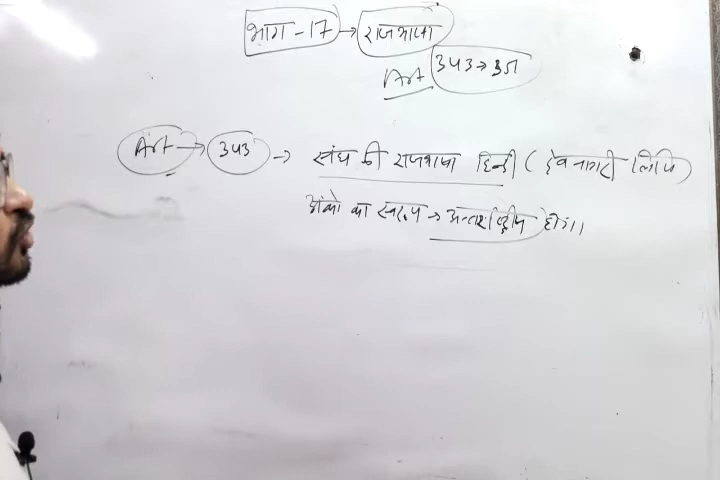 भाग - 17 → राजभाषा
Art 343 → 351
Art → 343 → संघ की राजभाषा हिन्दी ( देवनागरी लिपि)
अंको का स्वरूप → अन्तर्राष्ट्रीय होगा।